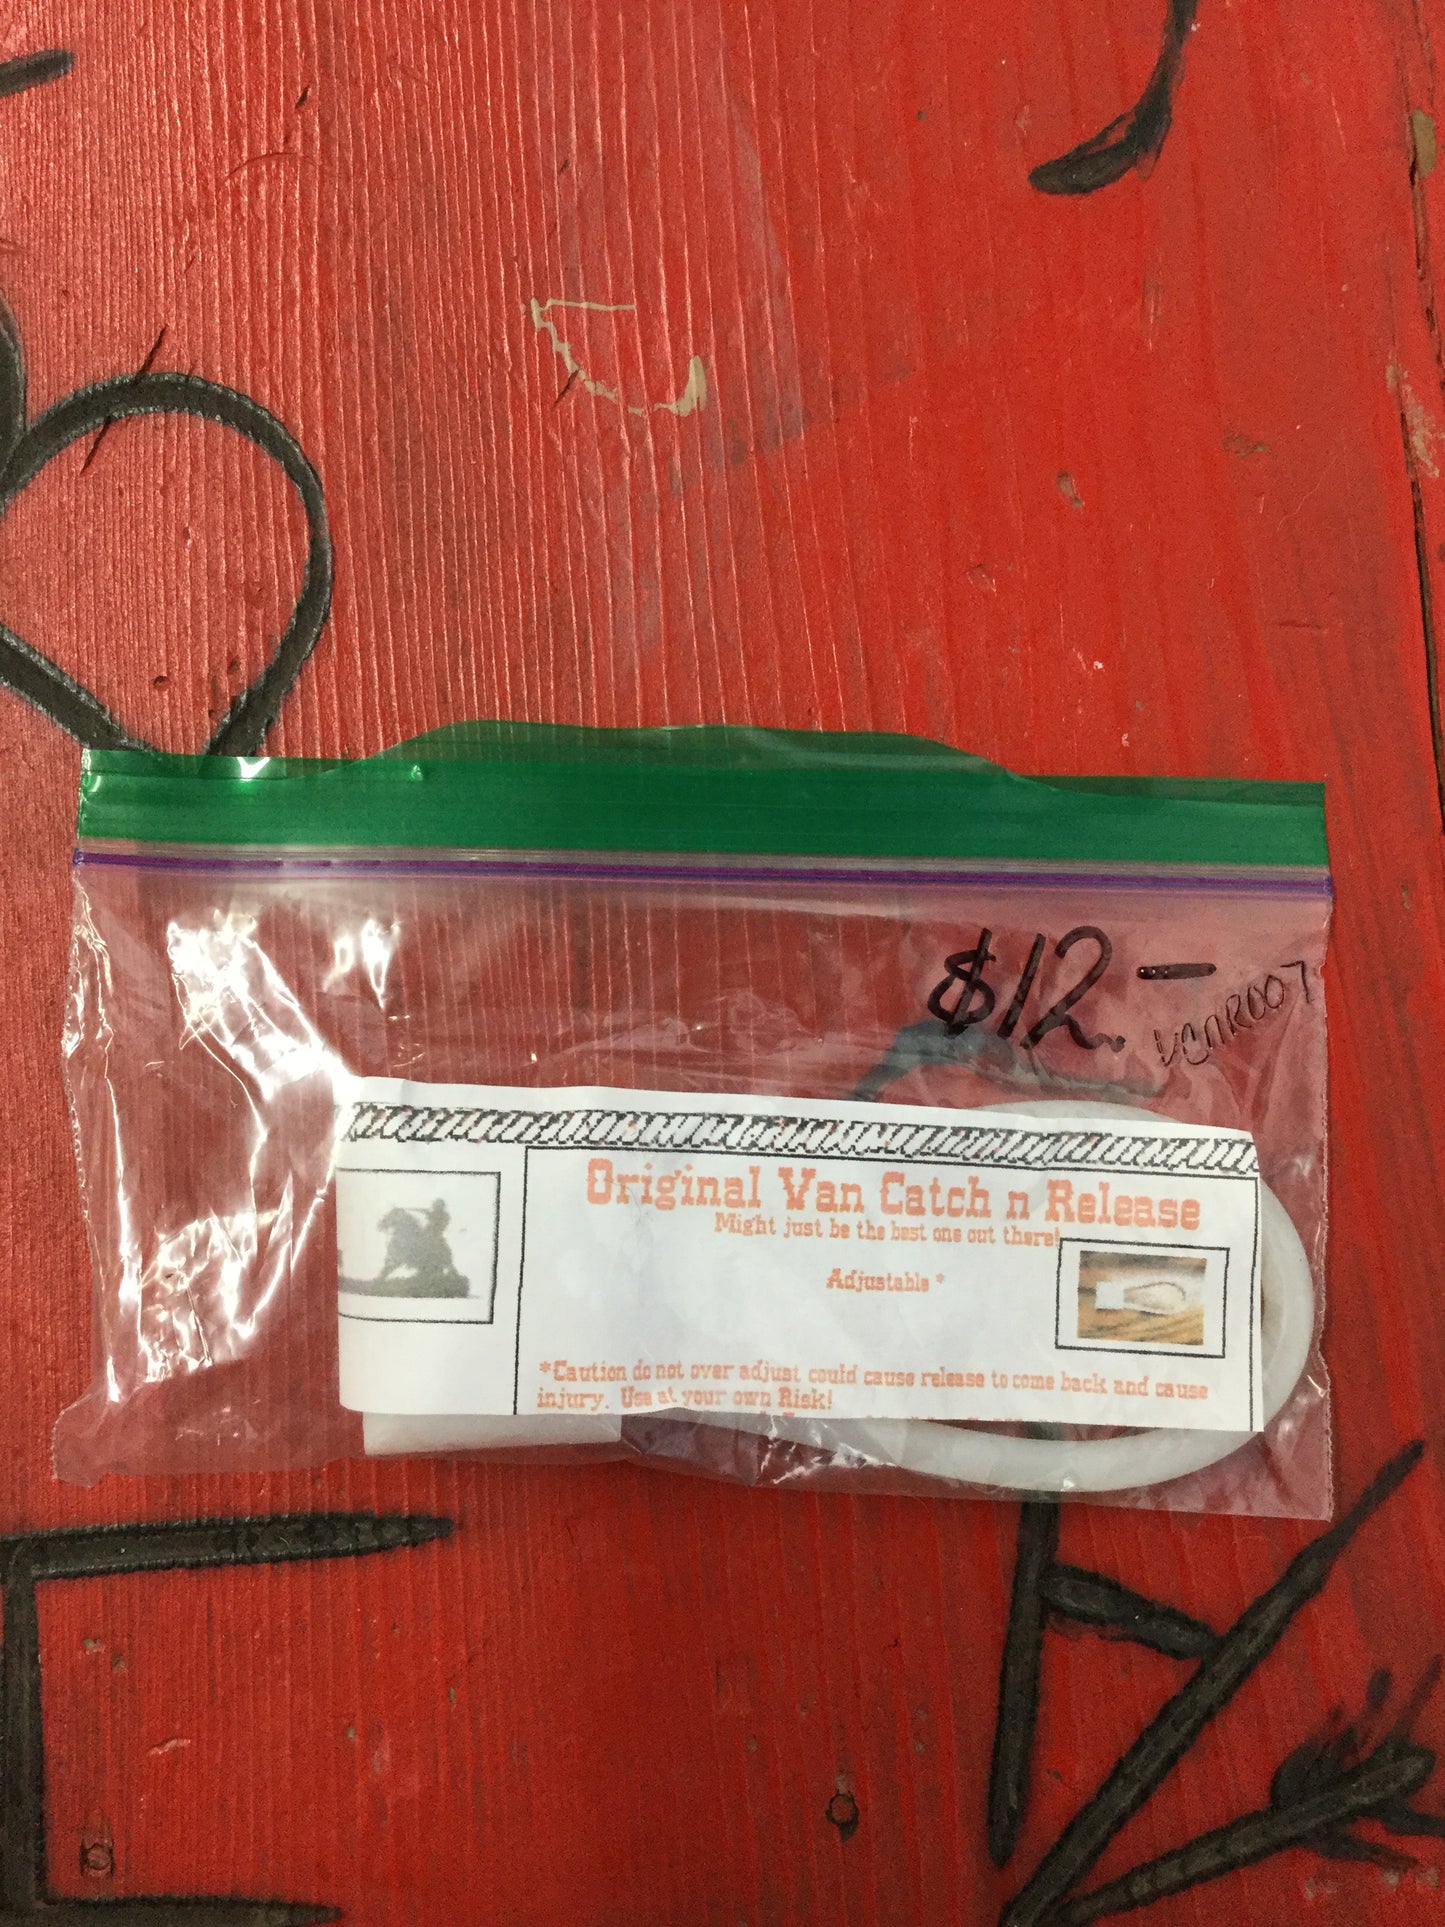 $12.-
VCNR007
Original Van Catch n Release
Might just be the best one out there!
Adjustable *
*Caution do not over adjust could cause release to come back and cause
injury. Use at your own Risk!